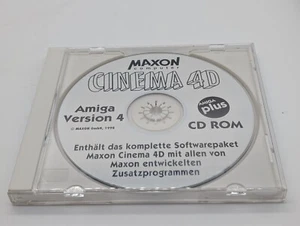 MAXON
computer
CINEMA 4D
Amiga
Version 4
© MAXON GmbH, 1998
AMIGA
plus
CD ROM
Enthält das komplette Softwarepaket
Maxon Cinema 4D mit allen von
Maxon entwickelten
Zusatzprogrammen